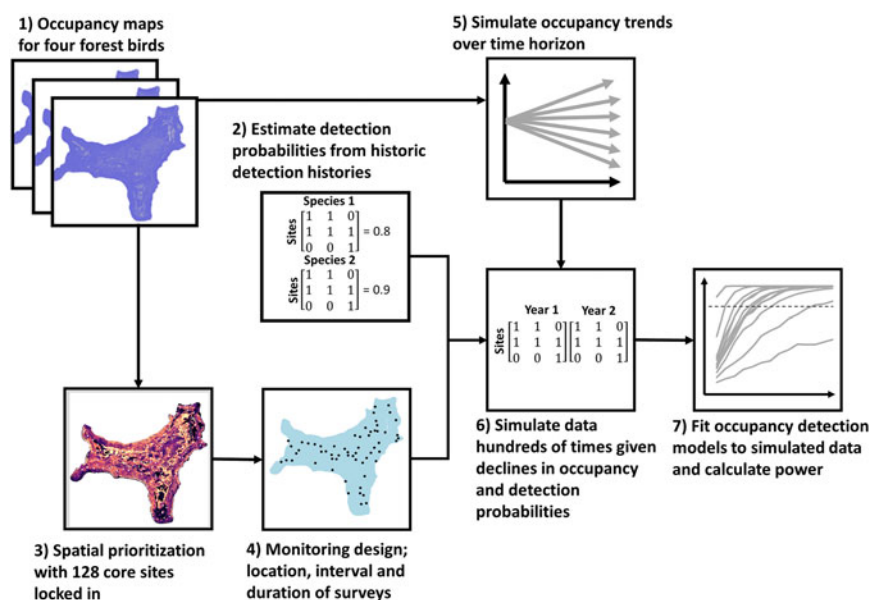 1) Occupancy maps
for four forest birds
5) Simulate occupancy trends
over time horizon
2) Estimate detection
probabilities from historic
detection histories
Species 1
Sites
1 1 0
1 1 1 = 0.8
0 0 1
Species 2
Sites
1 1 0
1 1 1 = 0.9
0 0 1
Year 1 Year 2
Sites
1 1 0 1 1 0
1 1 1 1 1 1
0 0 1 0 0 1
3) Spatial prioritization
with 128 core sites
locked in
4) Monitoring design;
location, interval and
duration of surveys
6) Simulate data
hundreds of times given
declines in occupancy
and detection
probabilities
7) Fit occupancy detection
models to simulated data
and calculate power